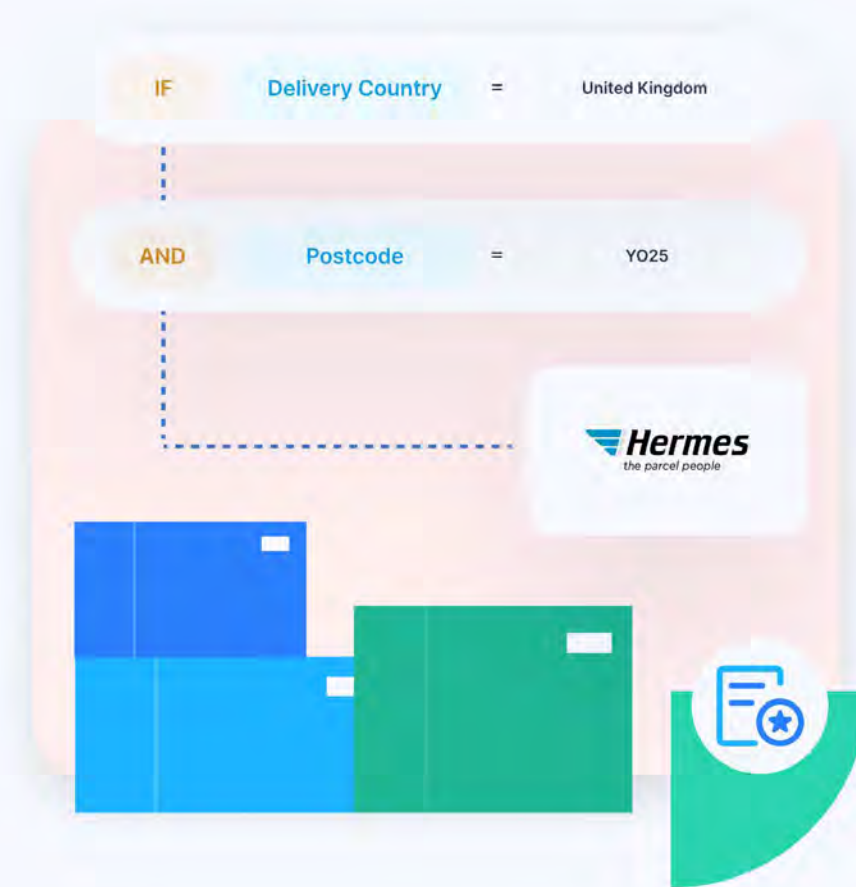 IF Delivery Country = United Kingdom
AND Postcode = YO25
Hermes
the parcel people